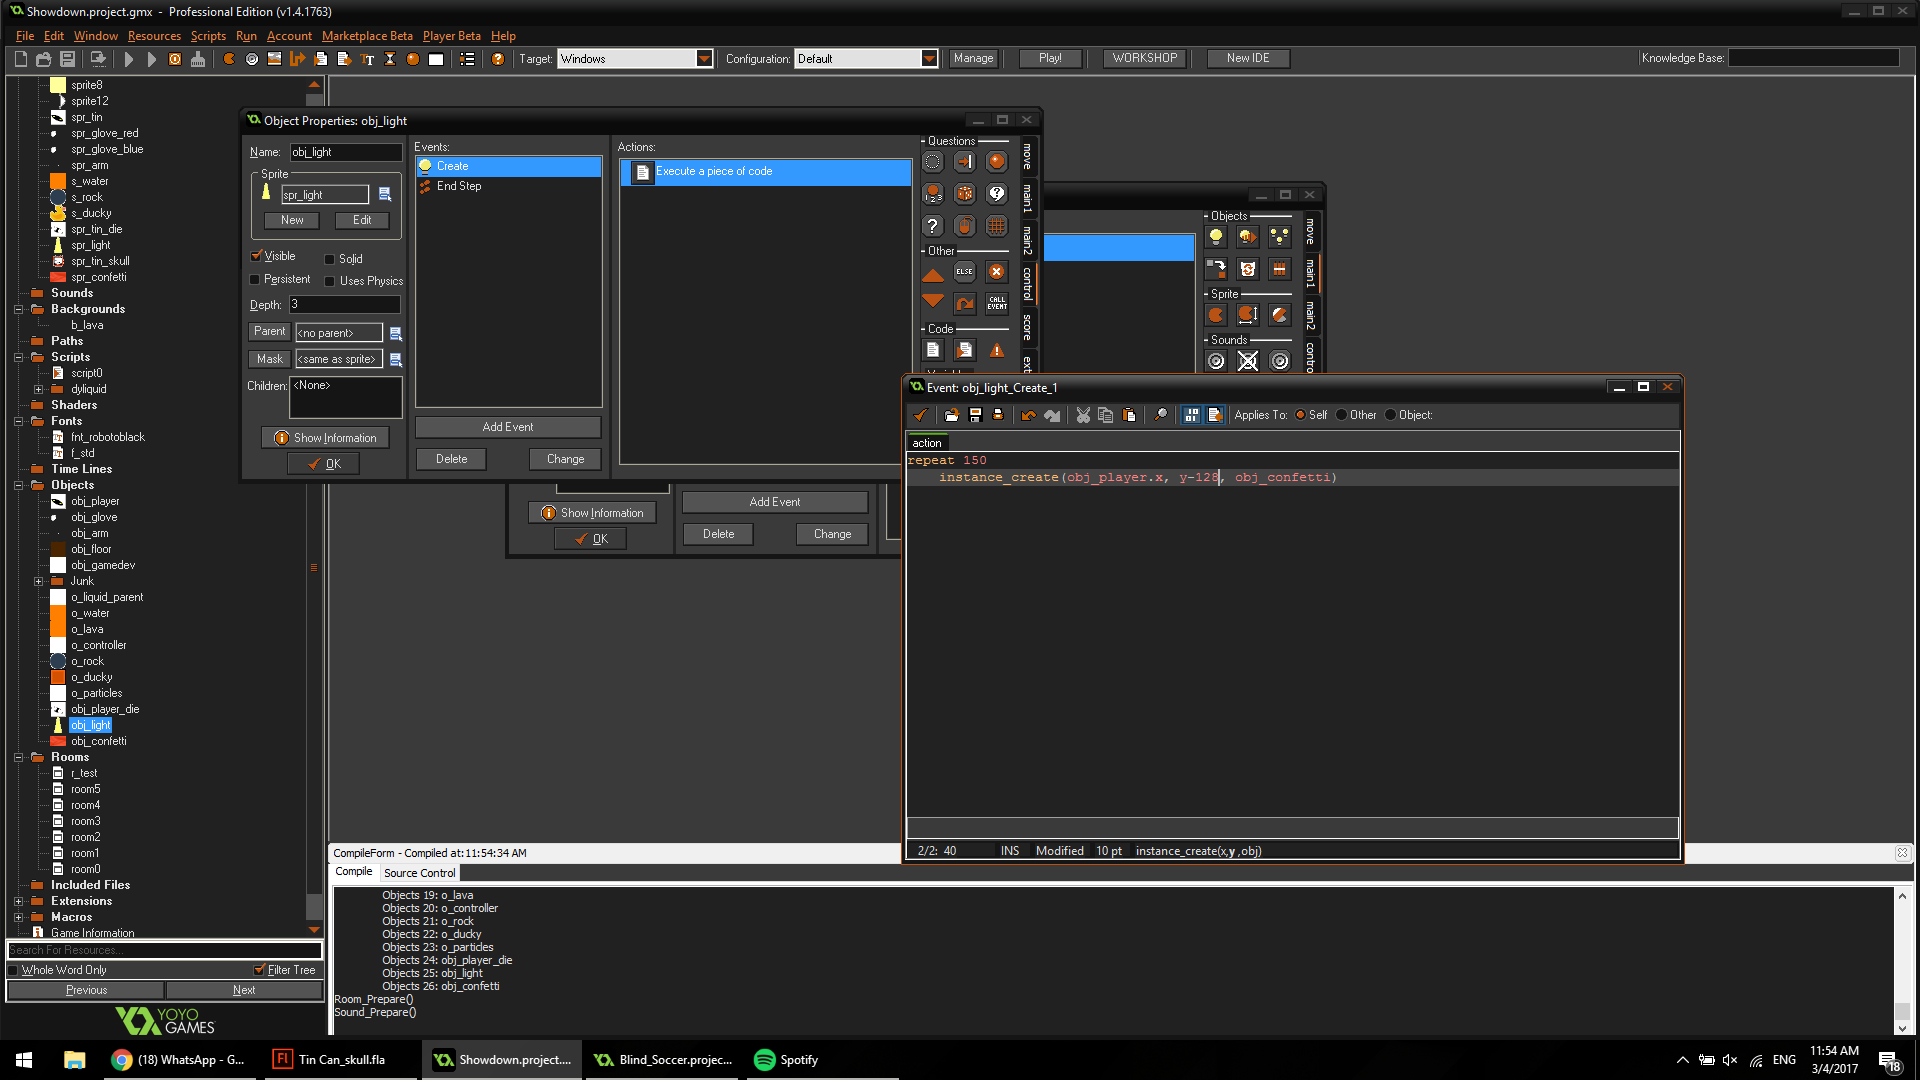 Showdown.project.gmx - Professional Edition (v1.4.1763)
File Edit Window Resources Scripts Run Account Marketplace Beta Player Beta Help
Target: Windows Configuration: Default Manage Play! WORKSHOP New IDE Knowledge Base:
sprite8
sprite12
spr_tin
spr_glove_red
spr_glove_blue
spr_arm
s_water
s_rock
s_ducky
spr_tin_die
spr_light
spr_tin_skull
spr_confetti
Sounds
Backgrounds
b_lava
Paths
Scripts
script0
dyliquid
Shaders
Fonts
fnt_robotoblack
f_std
Time Lines
Objects
obj_player
obj_glove
obj_arm
obj_floor
obj_gamedev
Junk
o_liquid_parent
o_water
o_lava
o_controller
o_rock
o_ducky
o_particles
obj_player_die
obj_light
obj_confetti
Rooms
r_test
room5
room4
room3
room2
room1
room0
Included Files
Extensions
Macros
Game Information
Search For Resources...
Whole Word Only Filter Tree
Previous Next
YOYO
GAMES
Object Properties: obj_light
Name: obj_light
Sprite
spr_light
New Edit
Visible Solid
Persistent Uses Physics
Depth: 3
Parent <no parent>
Mask <same as sprite>
Children: <None>
Show Information
OK
Events:
Create
End Step
Add Event
Delete Change
Actions:
Execute a piece of code
Questions
Other
ELSE
CALL
EVENT
Code
move
main1
main2
control
score
Objects
Sprite
Sounds
move
main1
main2
Show Information
OK
Add Event
Delete Change
Event: obj_light_Create_1
Applies To: Self Other Object:
action
repeat 150
instance_create(obj_player.x, y-128, obj_confetti)
2/2: 40 INS Modified 10 pt instance_create(x,y ,obj)
CompileForm - Compiled at:11:54:34 AM
Compile Source Control
Objects 19: o_lava
Objects 20: o_controller
Objects 21: o_rock
Objects 22: o_ducky
Objects 23: o_particles
Objects 24: obj_player_die
Objects 25: obj_light
Objects 26: obj_confetti
Room_Prepare()
Sound_Prepare()
(18) WhatsApp - G... Tin Can_skull.fla Showdown.project.... Blind_Soccer.projec... Spotify
ENG
11:54 AM
3/4/2017
18